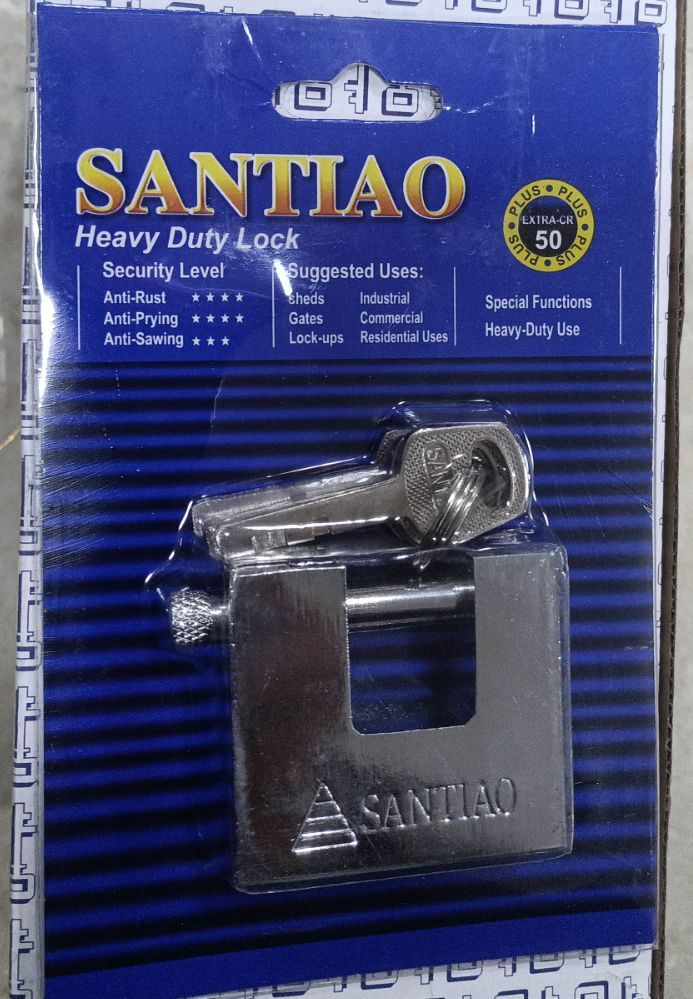 SANTIAO
Heavy Duty Lock
PLUS • PLUS • PLUS • PLUS •
EXTRA-CR
50
Security Level
Anti-Rust ★ ★ ★ ★
Anti-Prying ★ ★ ★ ★
Anti-Sawing ★ ★ ★
Suggested Uses:
sheds Industrial
Gates Commercial
Lock-ups Residential Uses
Special Functions
Heavy-Duty Use
SANTIAO